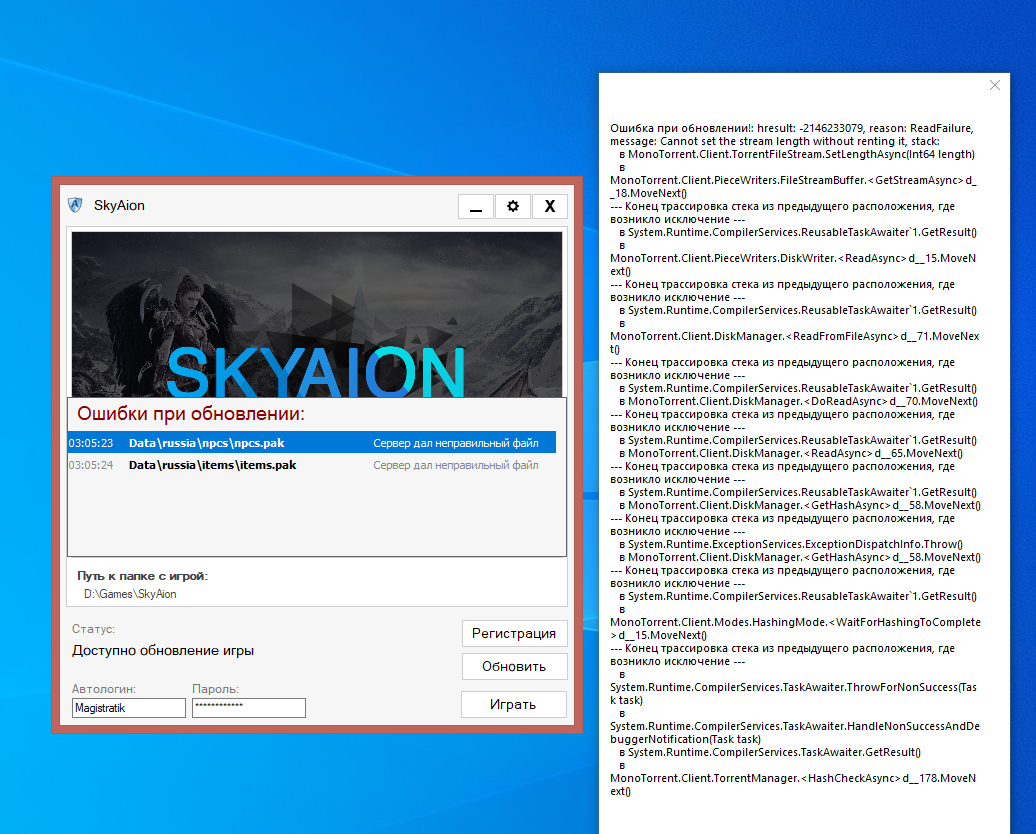 SkyAion
X
SKYAION
Ошибки при обновлении:
03:05:23 Data\russia\npcs\npcs.pak Сервер дал неправильный файл
03:05:24 Data\russia\items\items.pak Сервер дал неправильный файл
Путь к папке с игрой:
D:\Games\SkyAion
Статус:
Доступно обновление игры
Регистрация
Обновить
Автологин: Пароль:
Magistratik ************
Играть
Ошибка при обновлении!: hresult: -2146233079, reason: ReadFailure,
message: Cannot set the stream length without renting it, stack:
в MonoTorrent.Client.TorrentFileStream.SetLengthAsync(Int64 length)
в
MonoTorrent.Client.PieceWriters.FileStreamBuffer.<GetStreamAsync>d_
_18.MoveNext()
--- Конец трассировка стека из предыдущего расположения, где
возникло исключение ---
в System.Runtime.CompilerServices.ReusableTaskAwaiter`1.GetResult()
в
MonoTorrent.Client.PieceWriters.DiskWriter.<ReadAsync>d__15.MoveN
ext()
--- Конец трассировка стека из предыдущего расположения, где
возникло исключение ---
в System.Runtime.CompilerServices.ReusableTaskAwaiter`1.GetResult()
в
MonoTorrent.Client.DiskManager.<ReadFromFileAsync>d__71.MoveNex
t()
--- Конец трассировка стека из предыдущего расположения, где
возникло исключение ---
в System.Runtime.CompilerServices.ReusableTaskAwaiter`1.GetResult()
в MonoTorrent.Client.DiskManager.<DoReadAsync>d__70.MoveNext()
--- Конец трассировка стека из предыдущего расположения, где
возникло исключение ---
в System.Runtime.CompilerServices.ReusableTaskAwaiter`1.GetResult()
в MonoTorrent.Client.DiskManager.<ReadAsync>d__65.MoveNext()
--- Конец трассировка стека из предыдущего расположения, где
возникло исключение ---
в System.Runtime.CompilerServices.ReusableTaskAwaiter`1.GetResult()
в MonoTorrent.Client.DiskManager.<GetHashAsync>d__58.MoveNext()
--- Конец трассировка стека из предыдущего расположения, где
возникло исключение ---
в System.Runtime.ExceptionServices.ExceptionDispatchInfo.Throw()
в MonoTorrent.Client.DiskManager.<GetHashAsync>d__58.MoveNext()
--- Конец трассировка стека из предыдущего расположения, где
возникло исключение ---
в System.Runtime.CompilerServices.ReusableTaskAwaiter`1.GetResult()
в
MonoTorrent.Client.Modes.HashingMode.<WaitForHashingToComplete
>d__15.MoveNext()
--- Конец трассировка стека из предыдущего расположения, где
возникло исключение ---
в
System.Runtime.CompilerServices.TaskAwaiter.ThrowForNonSuccess(Tas
k task)
в
System.Runtime.CompilerServices.TaskAwaiter.HandleNonSuccessAndDe
buggerNotification(Task task)
в System.Runtime.CompilerServices.TaskAwaiter.GetResult()
в
MonoTorrent.Client.TorrentManager.<HashCheckAsync>d__178.MoveN
ext()